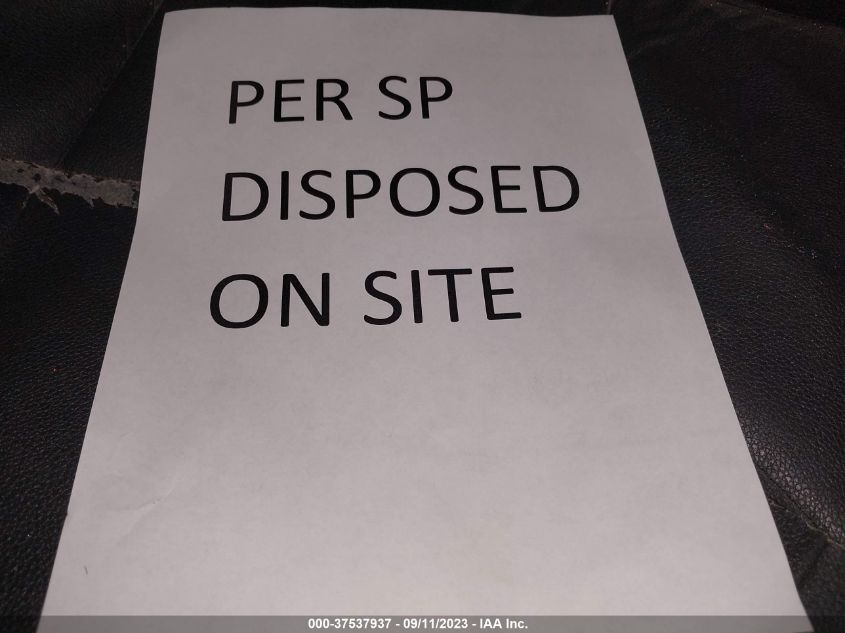 PER SP
DISPOSED
ON SITE
000-37537937 - 09/11/2023 - IAA Inc.